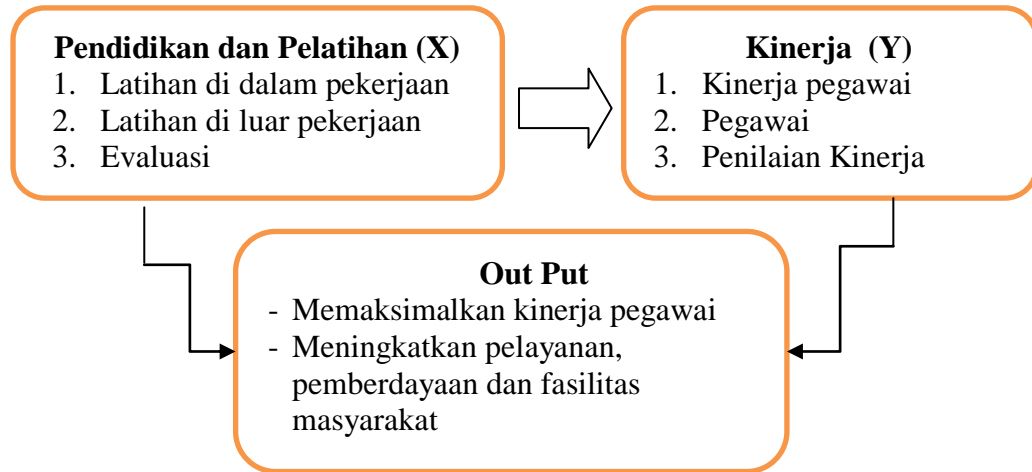 Pendidikan dan Pelatihan (X)
1. Latihan di dalam pekerjaan
2. Latihan di luar pekerjaan
3. Evaluasi
Kinerja (Y)
1. Kinerja pegawai
2. Pegawai
3. Penilaian Kinerja
Out Put
- Memaksimalkan kinerja pegawai
- Meningkatkan pelayanan,
pemberdayaan dan fasilitas
masyarakat